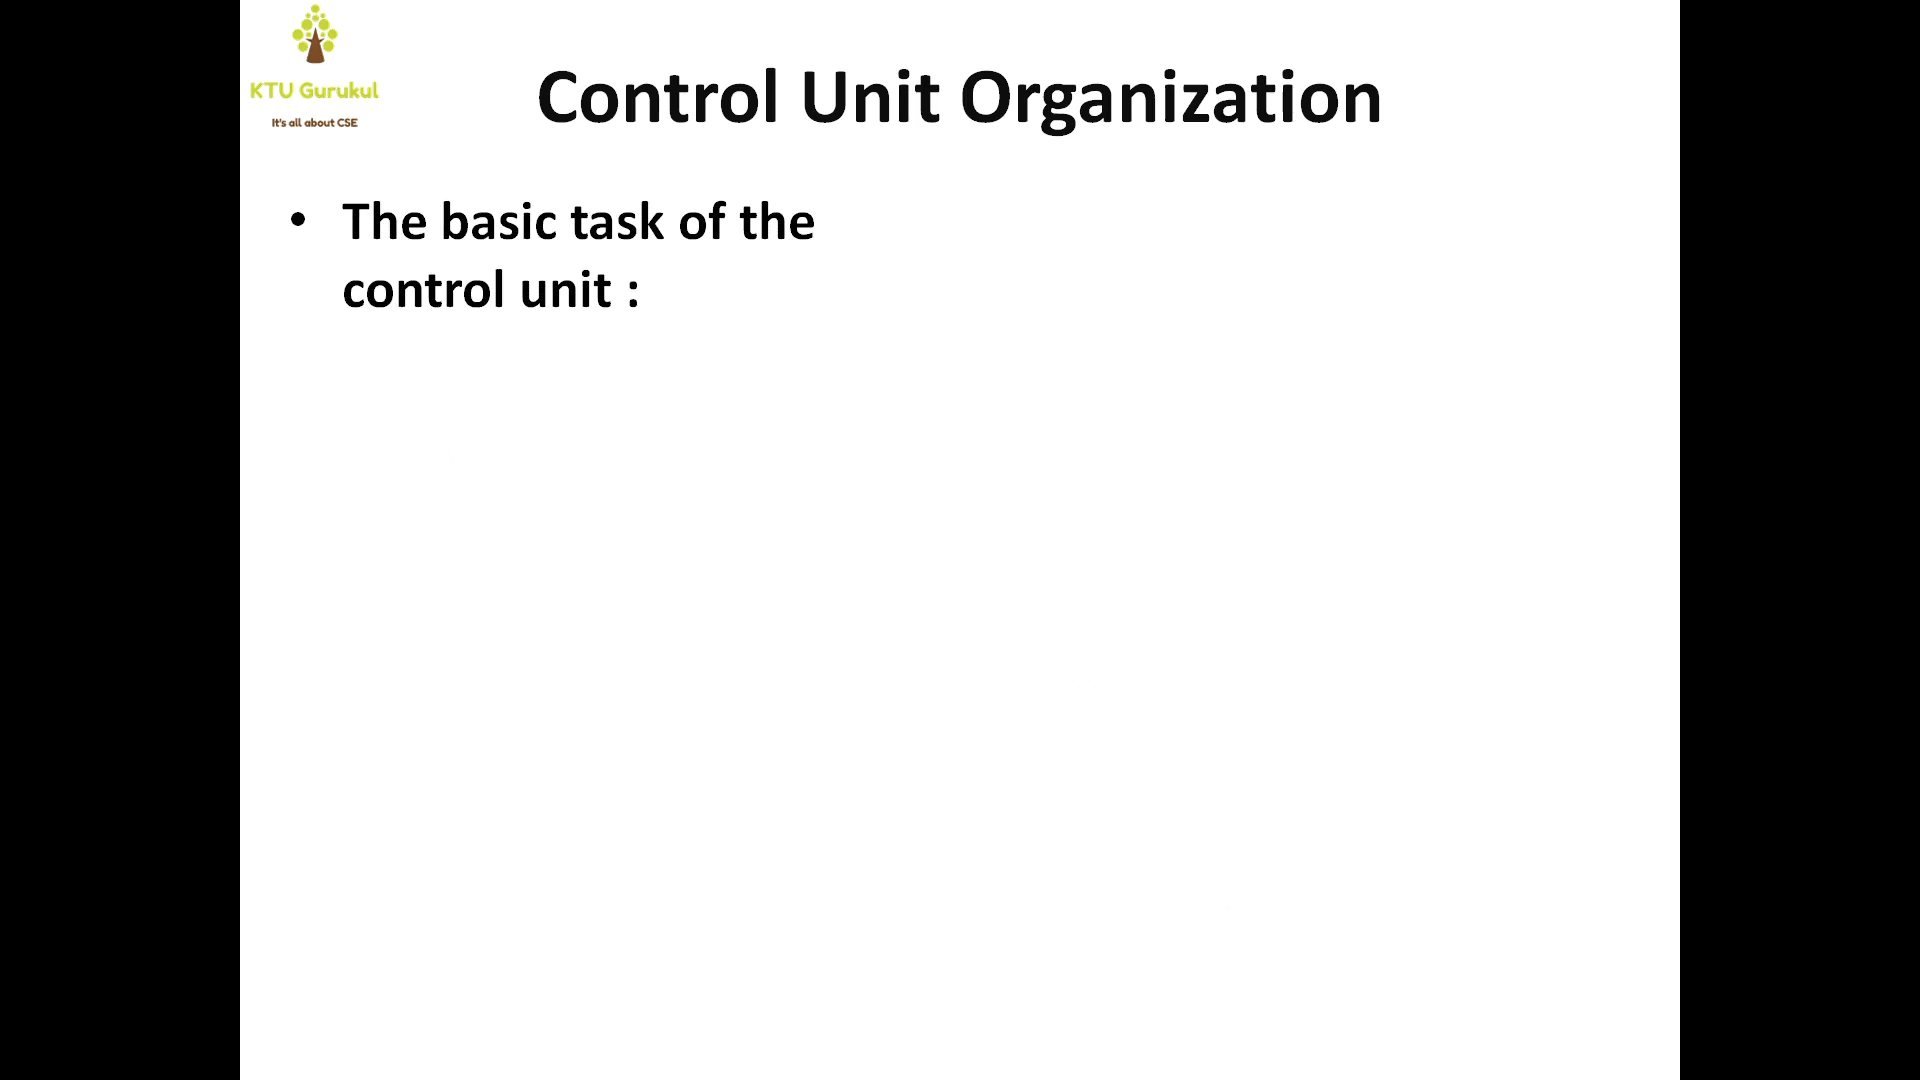 KTU Gurukul
It's all about CSE
Control Unit Organization
• The basic task of the
control unit :